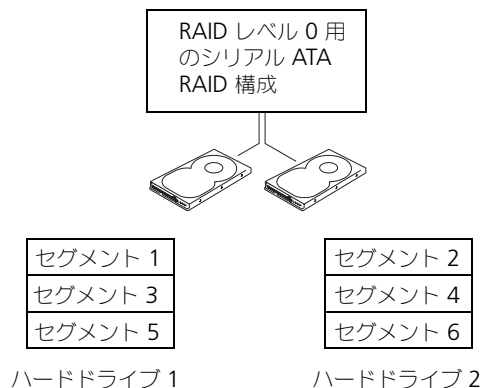 RAID レベル 0 用
のシリアル ATA
RAID 構成
セグメント 1
セグメント 2
セグメント 3
セグメント 4
セグメント 5
セグメント 6
ハードドライブ 1
ハードドライブ 2